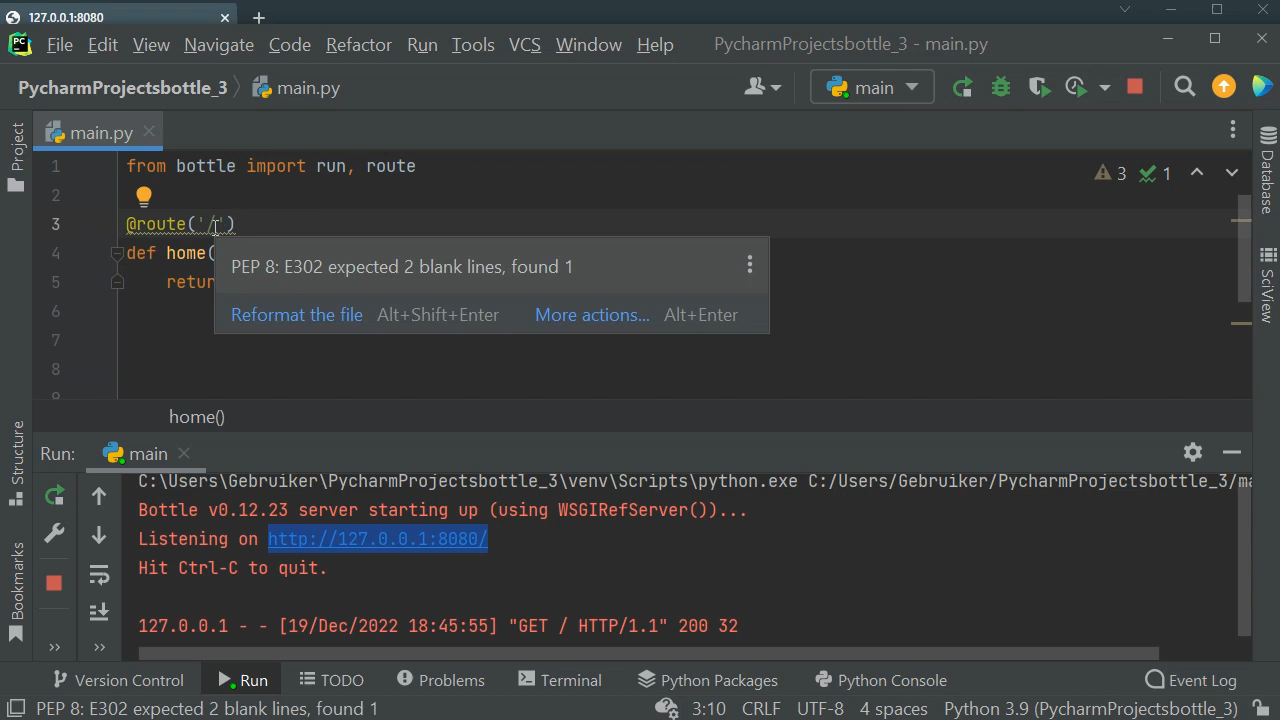 127.0.0.1:8080
PC File Edit View Navigate Code Refactor Run Tools VCS Window Help PycharmProjectsbottle_3 - main.py
PycharmProjectsbottle_3 main.py main
Project
main.py
Database
SciView
1 from bottle import run, route
3 1
2
3 @route('/')
4 def home(
PEP 8: E302 expected 2 blank lines, found 1
5 retur
Reformat the file Alt+Shift+Enter More actions... Alt+Enter
6
7
8
9
home()
Structure
Bookmarks
Run: main
C:\Users\Gebruiker\PycharmProjectsbottle_3\venv\Scripts\python.exe C:/Users/Gebruiker/PycharmProjectsbottle_3/ma
Bottle v0.12.23 server starting up (using WSGIRefServer())...
Listening on http://127.0.0.1:8080/
Hit Ctrl-C to quit.
127.0.0.1 - - [19/Dec/2022 18:45:55] "GET / HTTP/1.1" 200 32
Version Control Run TODO Problems Terminal Python Packages Python Console Event Log
PEP 8: E302 expected 2 blank lines, found 1 3:10 CRLF UTF-8 4 spaces Python 3.9 (PycharmProjectsbottle_3)